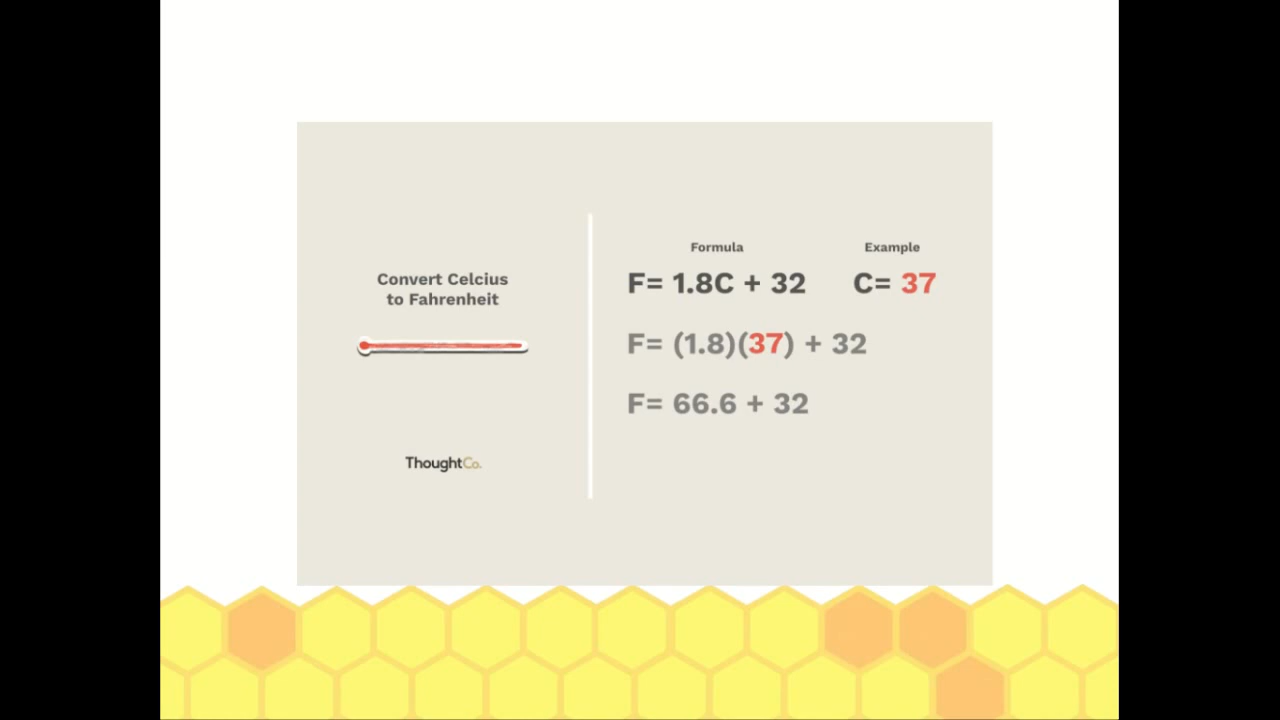 Convert Celcius
to Fahrenheit
ThoughtCo.
Formula
Example
F= 1.8C + 32
C= 37
F= (1.8)(37) + 32
F= 66.6 + 32